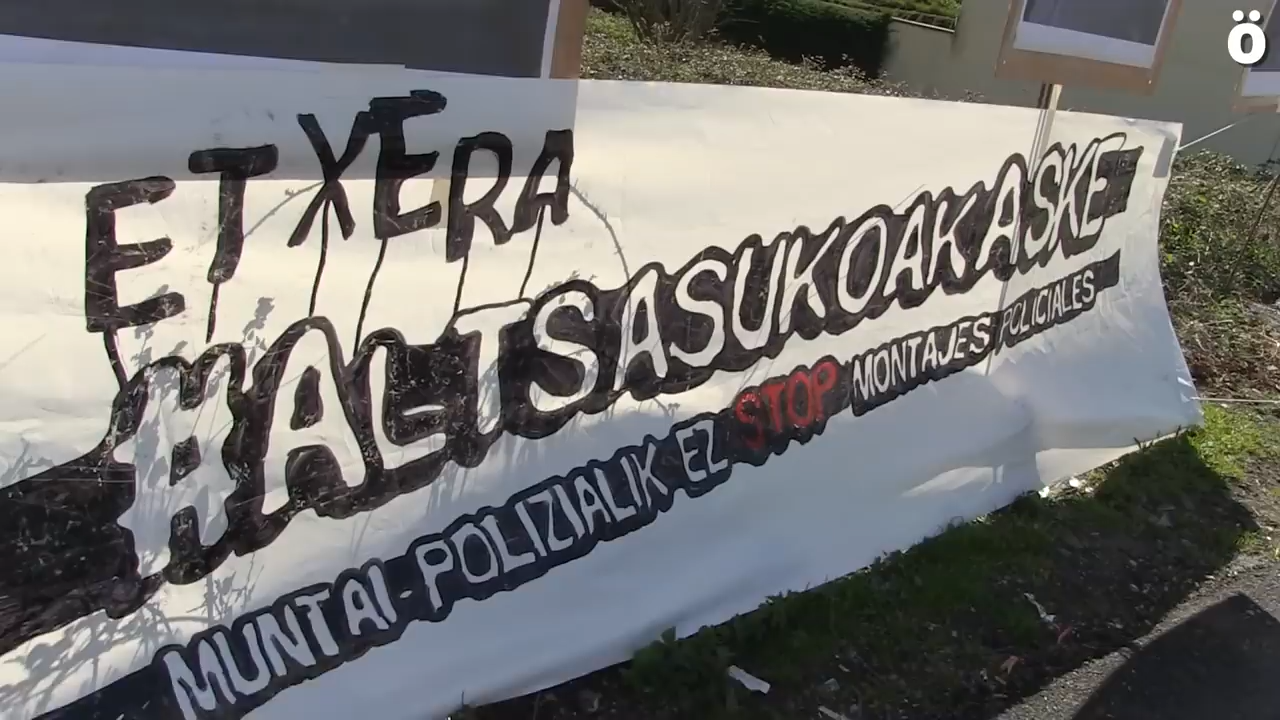 ö
ETXERA
ALTSASUKOAK ASKE
MUNTAI POLIZIALIK EZ STOP MONTAJES POLICIALES